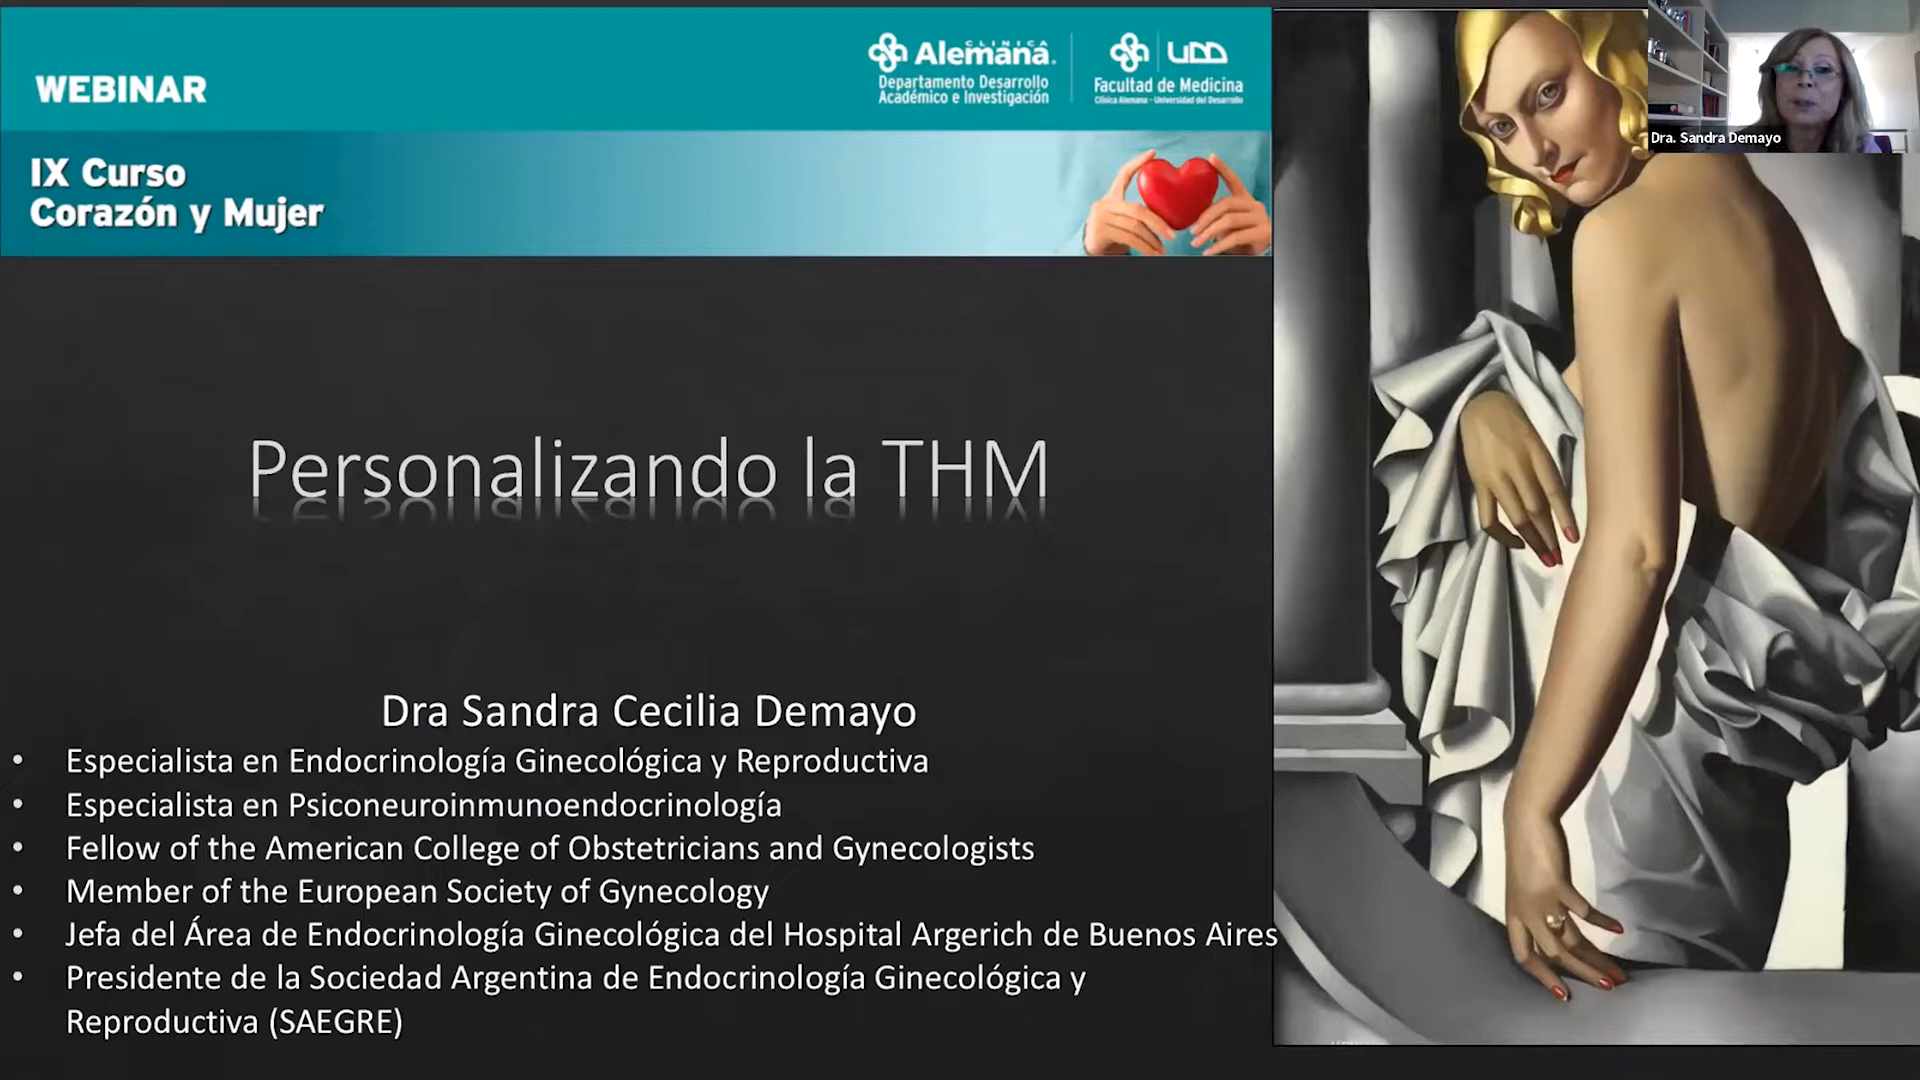 WEBINAR
CLINICA
Alemana.
Departamento Desarrollo
Académico e Investigación
UDD
Facultad de Medicina
Clínica Alemana - Universidad del Desarrollo
IX Curso
Corazón y Mujer
Dra. Sandra Demayo
Personalizando la THM
Dra Sandra Cecilia Demayo
• Especialista en Endocrinología Ginecológica y Reproductiva
• Especialista en Psiconeuroinmunoendocrinología
• Fellow of the American College of Obstetricians and Gynecologists
• Member of the European Society of Gynecology
• Jefa del Área de Endocrinología Ginecológica del Hospital Argerich de Buenos Aires
• Presidente de la Sociedad Argentina de Endocrinología Ginecológica y
Reproductiva (SAEGRE)